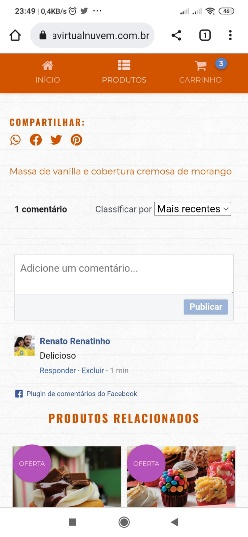 23:49 | 0,4KB/s
46
avirtualnuvem.com.br
1
3
INÍCIO
PRODUTOS
CARRINHO
COMPARTILHAR:
Massa de vanilla e cobertura cremosa de morango
1 comentário
Classificar por Mais recentes
Adicione um comentário...
Publicar
Renato Renatinho
Delicioso
Responder · Excluir · 1 min
Plugin de comentários do Facebook
PRODUTOS RELACIONADOS
OFERTA
OFERTA